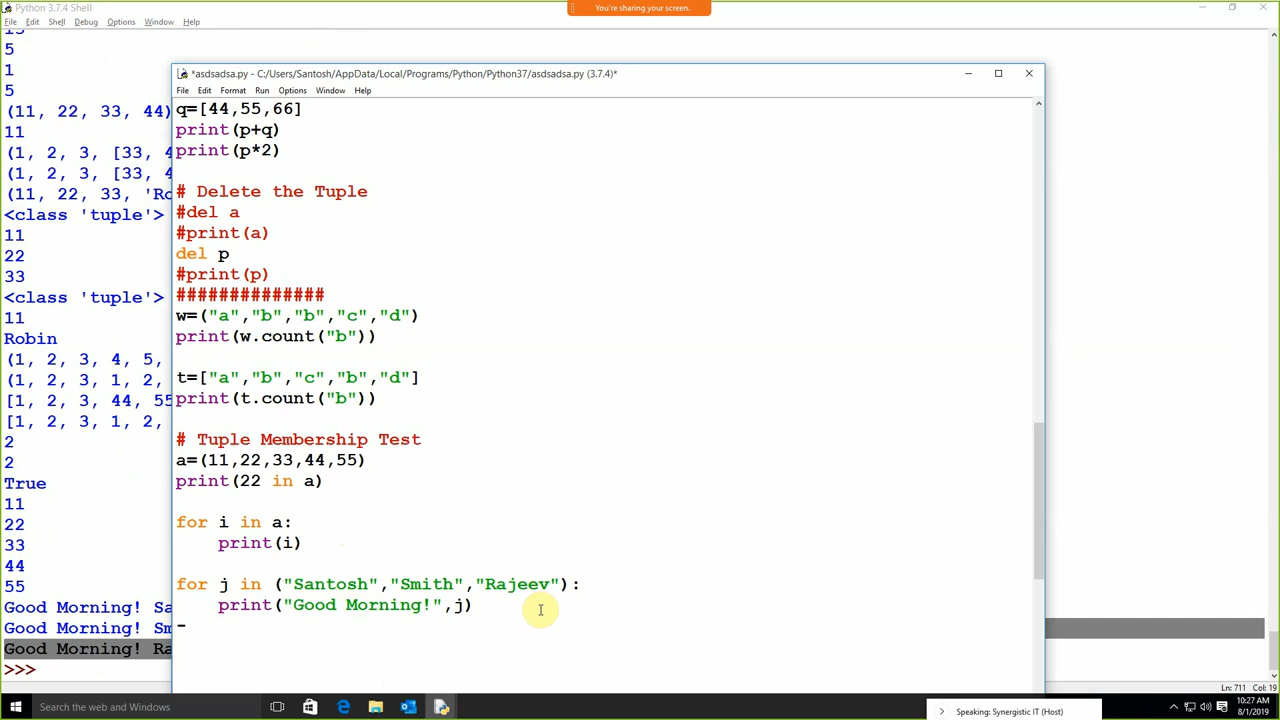 Python 3.7.4 Shell
You're sharing your screen.
File Edit Shell Debug Options Window Help
5
1
5
(11, 22, 33, 44)
11
(1, 2, 3, [33,
(1, 2, 3, [33,
(11, 22, 33, 'Ro
<class 'tuple'>
11
22
33
<class 'tuple'>
11
Robin
(1, 2, 3, 4, 5,
(1, 2, 3, 1, 2,
[1, 2, 3, 44, 55
[1, 2, 3, 1, 2,
2
2
True
11
22
33
44
55
Good Morning! Sa
Good Morning! Sm
Good Morning! Ra
>>>
*asdsadsa.py - C:/Users/Santosh/AppData/Local/Programs/Python/Python37/asdsadsa.py (3.7.4)*
File Edit Format Run Options Window Help
q=[44,55,66]
print(p+q)
print(p*2)
# Delete the Tuple
#del a
#print(a)
del p
#print(p)
##############
w=("a","b","b","c","d")
print(w.count("b"))
t=["a","b","c","b","d"]
print(t.count("b"))
# Tuple Membership Test
a=(11,22,33,44,55)
print(22 in a)
for i in a:
print(i)
for j in ("Santosh","Smith","Rajeev"):
print("Good Morning!",j)
-
Ln: 711 Col: 19
Search the web and Windows
Speaking: Synergistic IT (Host)
10:27 AM
8/1/2019